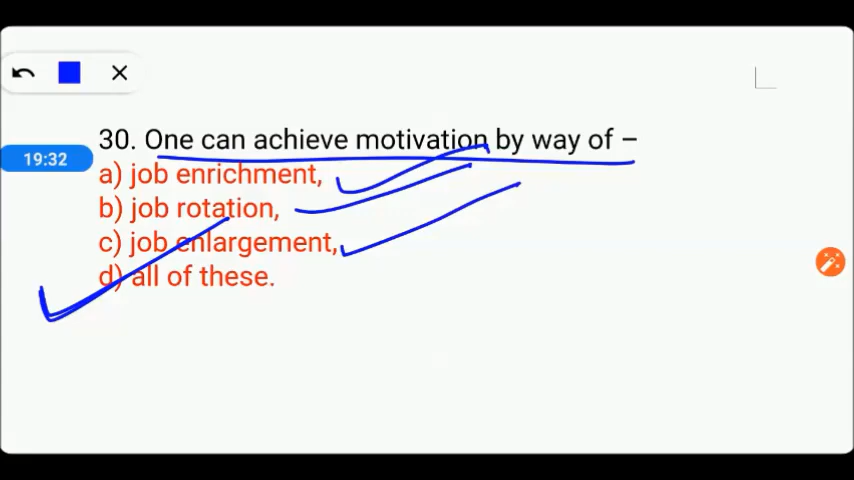 30. One can achieve motivation by way of –
19:32
a) job enrichment,
b) job rotation,
c) job enlargement,
d) all of these.